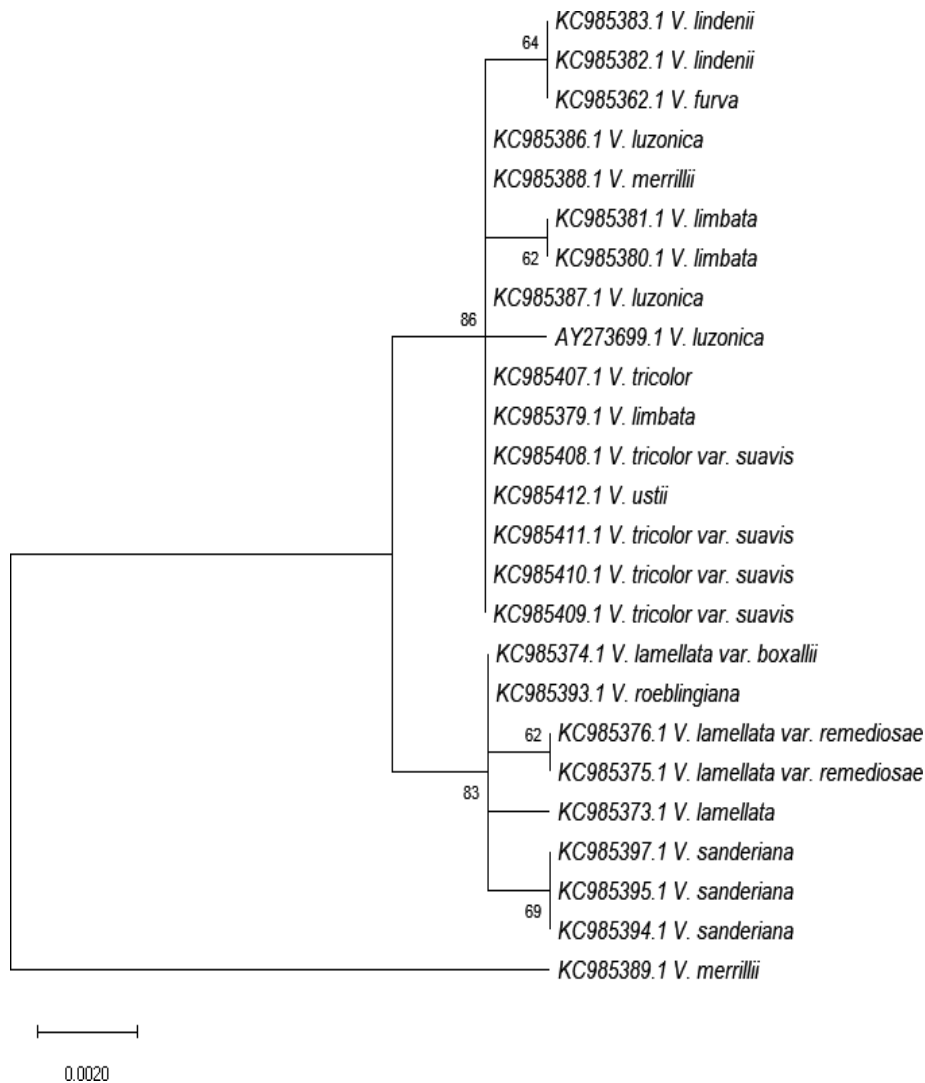 KC985383.1 V. lindenii
64
KC985382.1 V. lindenii
KC985362.1 V. furva
KC985386.1 V. luzonica
KC985388.1 V. merrillii
KC985381.1 V. limbata
62
KC985380.1 V. limbata
KC985387.1 V. luzonica
86
AY273699.1 V. luzonica
KC985407.1 V. tricolor
KC985379.1 V. limbata
KC985408.1 V. tricolor var. suavis
KC985412.1 V. ustii
KC985411.1 V. tricolor var. suavis
KC985410.1 V. tricolor var. suavis
KC985409.1 V. tricolor var. suavis
KC985374.1 V. lamellata var. boxallii
KC985393.1 V. roeblingiana
62
KC985376.1 V. lamellata var. remediosae
KC985375.1 V. lamellata var. remediosae
83
KC985373.1 V. lamellata
KC985397.1 V. sanderiana
KC985395.1 V. sanderiana
69
KC985394.1 V. sanderiana
KC985389.1 V. merrillii
0.0020